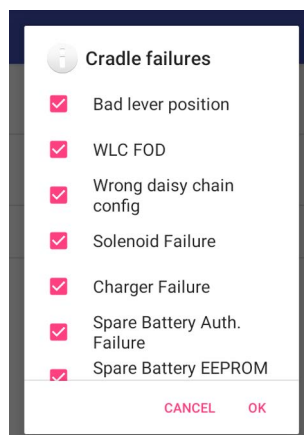 Cradle failures
Bad lever position
WLC FOD
Wrong daisy chain
config
Solenoid Failure
Charger Failure
Spare Battery Auth.
Failure
Spare Battery EEPROM
CANCEL OK